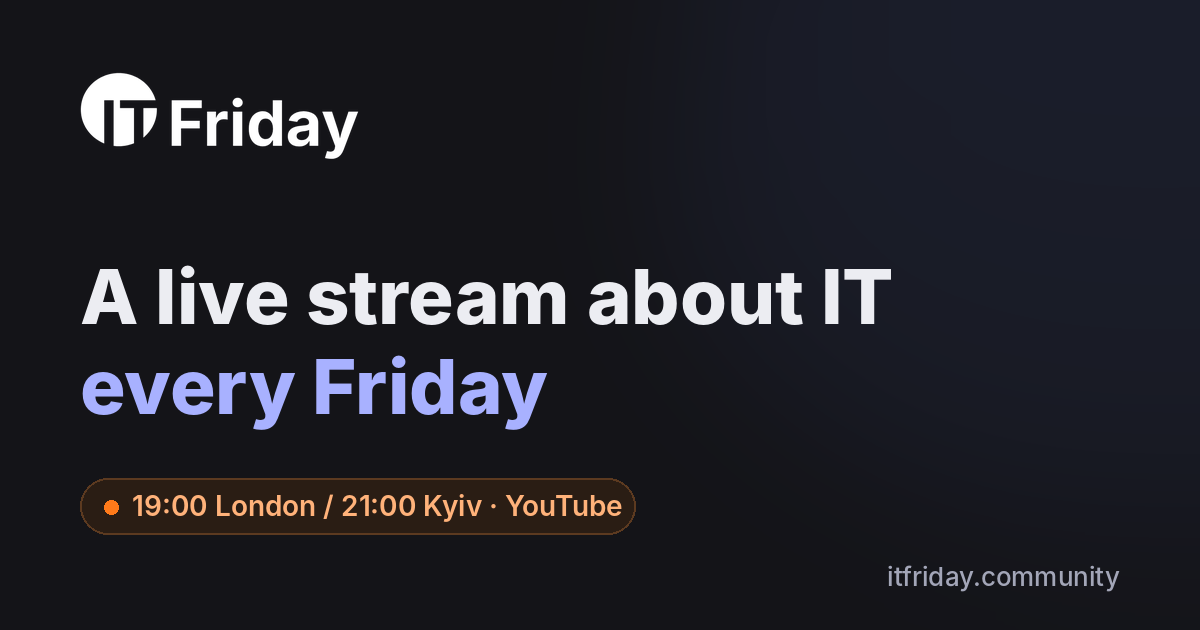 IT Friday
A live stream about IT
every Friday
19:00 London / 21:00 Kyiv · YouTube
itfriday.community